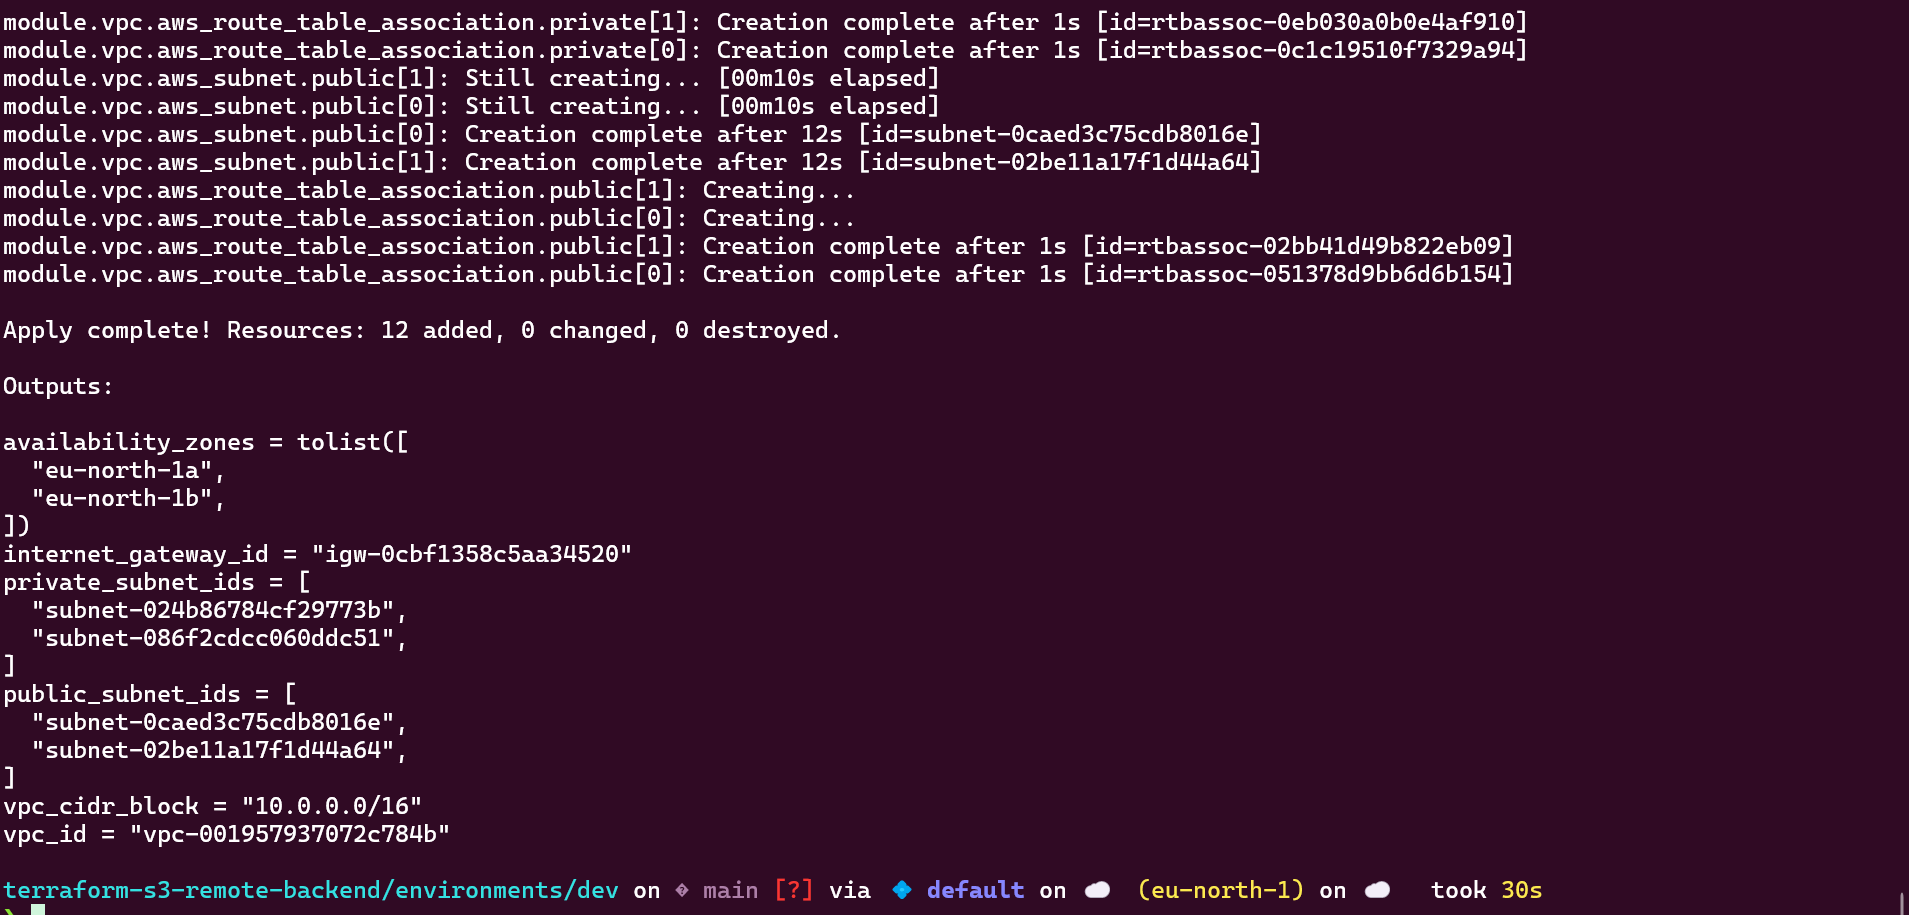 module.vpc.aws_route_table_association.private[1]: Creation complete after 1s [id=rtbassoc-0eb030a0b0e4af910]
module.vpc.aws_route_table_association.private[0]: Creation complete after 1s [id=rtbassoc-0c1c19510f7329a94]
module.vpc.aws_subnet.public[1]: Still creating... [00m10s elapsed]
module.vpc.aws_subnet.public[0]: Still creating... [00m10s elapsed]
module.vpc.aws_subnet.public[0]: Creation complete after 12s [id=subnet-0caed3c75cdb8016e]
module.vpc.aws_subnet.public[1]: Creation complete after 12s [id=subnet-02be11a17f1d44a64]
module.vpc.aws_route_table_association.public[1]: Creating...
module.vpc.aws_route_table_association.public[0]: Creating...
module.vpc.aws_route_table_association.public[1]: Creation complete after 1s [id=rtbassoc-02bb41d49b822eb09]
module.vpc.aws_route_table_association.public[0]: Creation complete after 1s [id=rtbassoc-051378d9bb6d6b154]

Apply complete! Resources: 12 added, 0 changed, 0 destroyed.

Outputs:

availability_zones = tolist([
  "eu-north-1a",
  "eu-north-1b",
])
internet_gateway_id = "igw-0cbf1358c5aa34520"
private_subnet_ids = [
  "subnet-024b86784cf29773b",
  "subnet-086f2cdcc060ddc51",
]
public_subnet_ids = [
  "subnet-0caed3c75cdb8016e",
  "subnet-02be11a17f1d44a64",
]
vpc_cidr_block = "10.0.0.0/16"
vpc_id = "vpc-001957937072c784b"

terraform-s3-remote-backend/environments/dev on � main [?] via 💠 default on ☁️ (eu-north-1) on ☁️ took 30s
❯